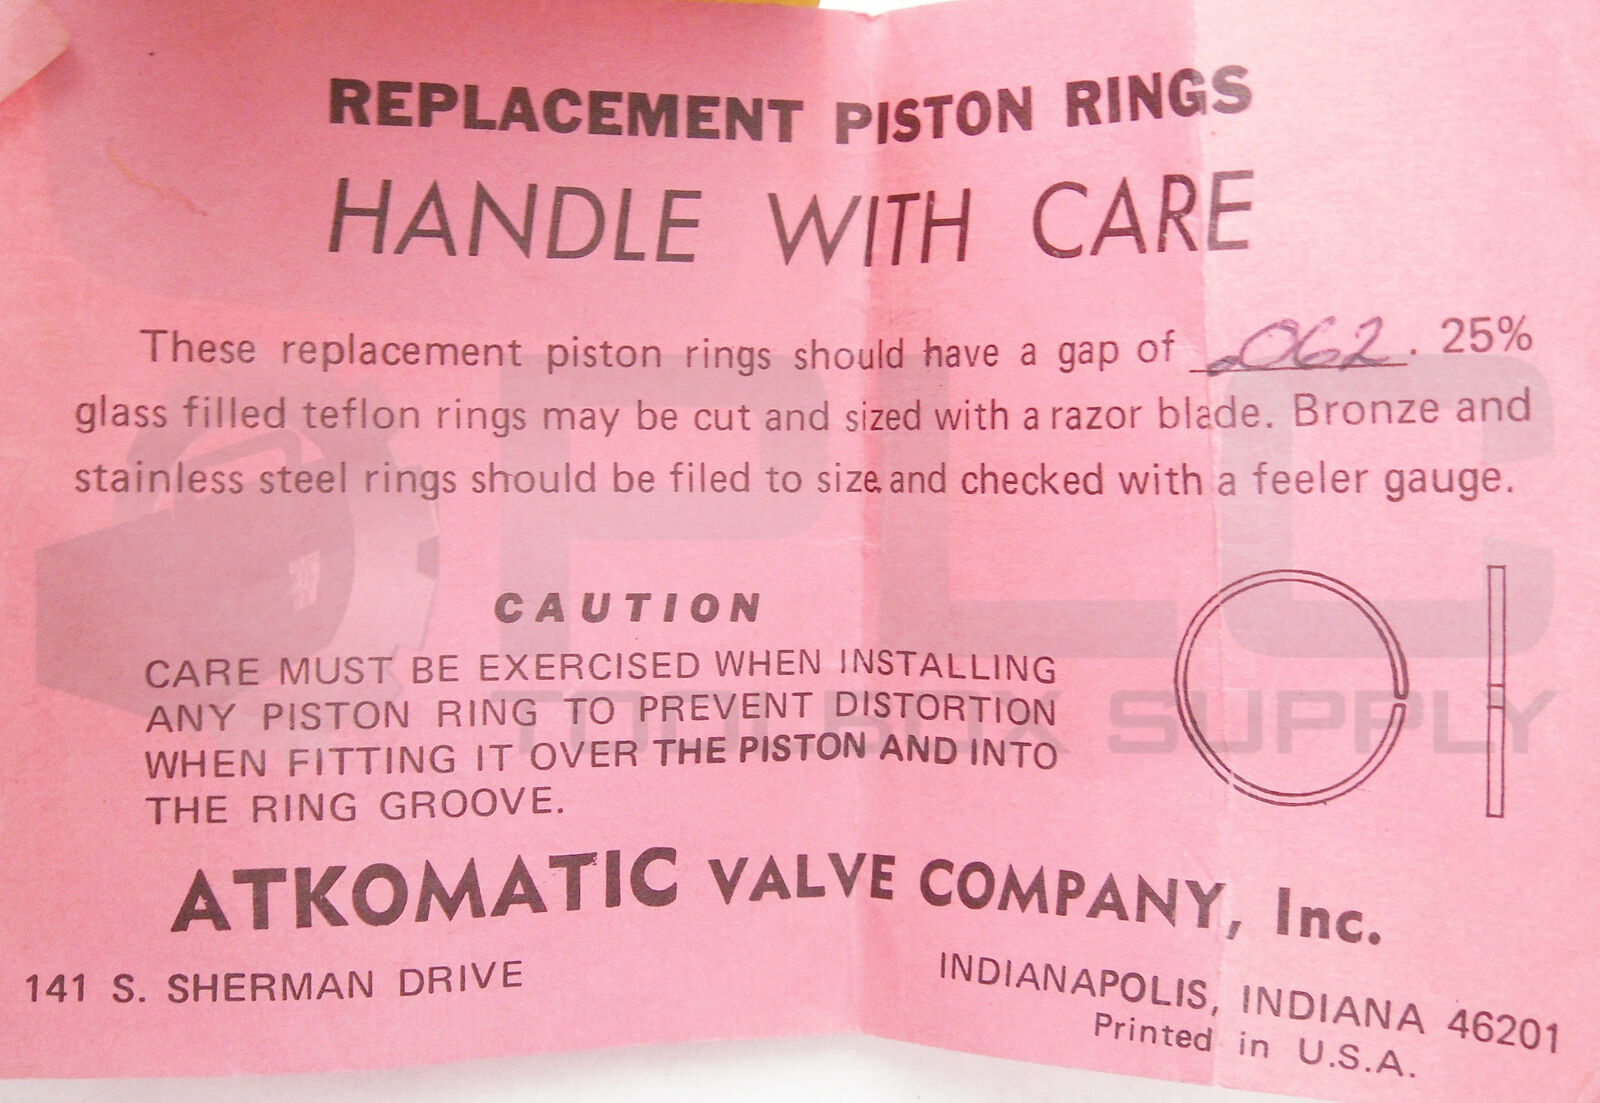 REPLACEMENT PISTON RINGS
HANDLE WITH CARE
These replacement piston rings should have a gap of .062. 25%
glass filled teflon rings may be cut and sized with a razor blade. Bronze and
stainless steel rings should be filed to size and checked with a feeler gauge.
CAUTION
CARE MUST BE EXERCISED WHEN INSTALLING
ANY PISTON RING TO PREVENT DISTORTION
WHEN FITTING IT OVER THE PISTON AND INTO
THE RING GROOVE.
PLC
TOOLBOX SUPPLY
ATKOMATIC VALVE COMPANY, Inc.
141 S. SHERMAN DRIVE
INDIANAPOLIS, INDIANA 46201
Printed in U.S.A.